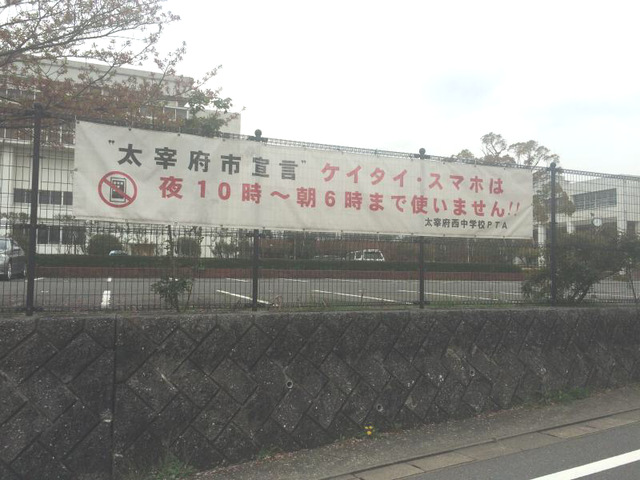 "太宰府市宣言" ケイタイ・スマホは
夜10時〜朝6時まで使いません!!
太宰府西中学校PTA